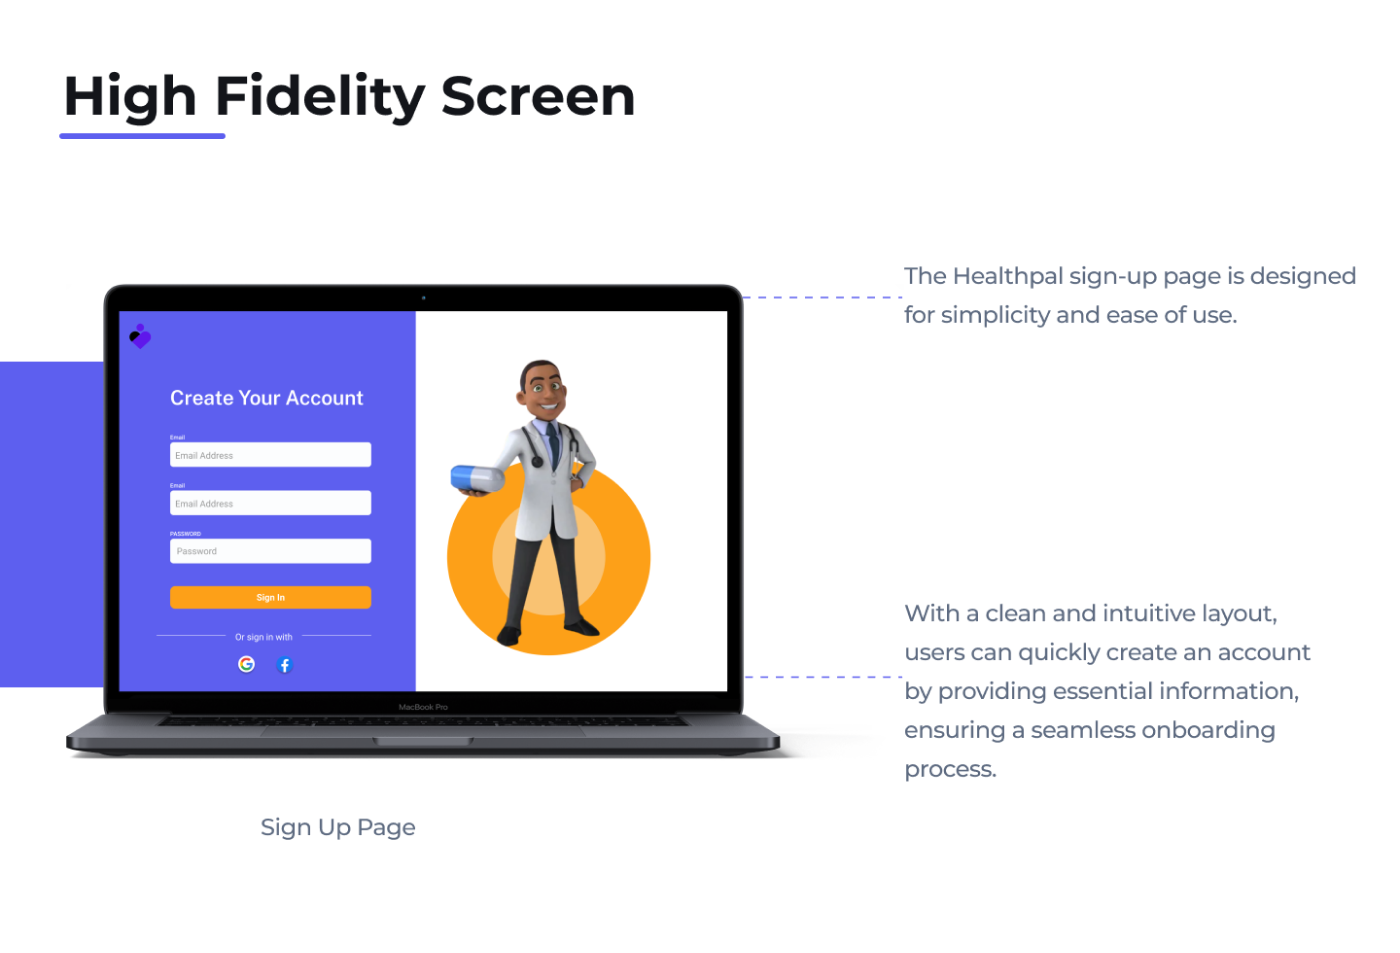 High Fidelity Screen
The Healthpal sign-up page is designed
for simplicity and ease of use.
Create Your Account
Email
Email Address
Email
Email Address
PASSWORD
Password
Sign In
Or sign in with
G
f
MacBook Pro
With a clean and intuitive layout,
users can quickly create an account
by providing essential information,
ensuring a seamless onboarding
process.
Sign Up Page